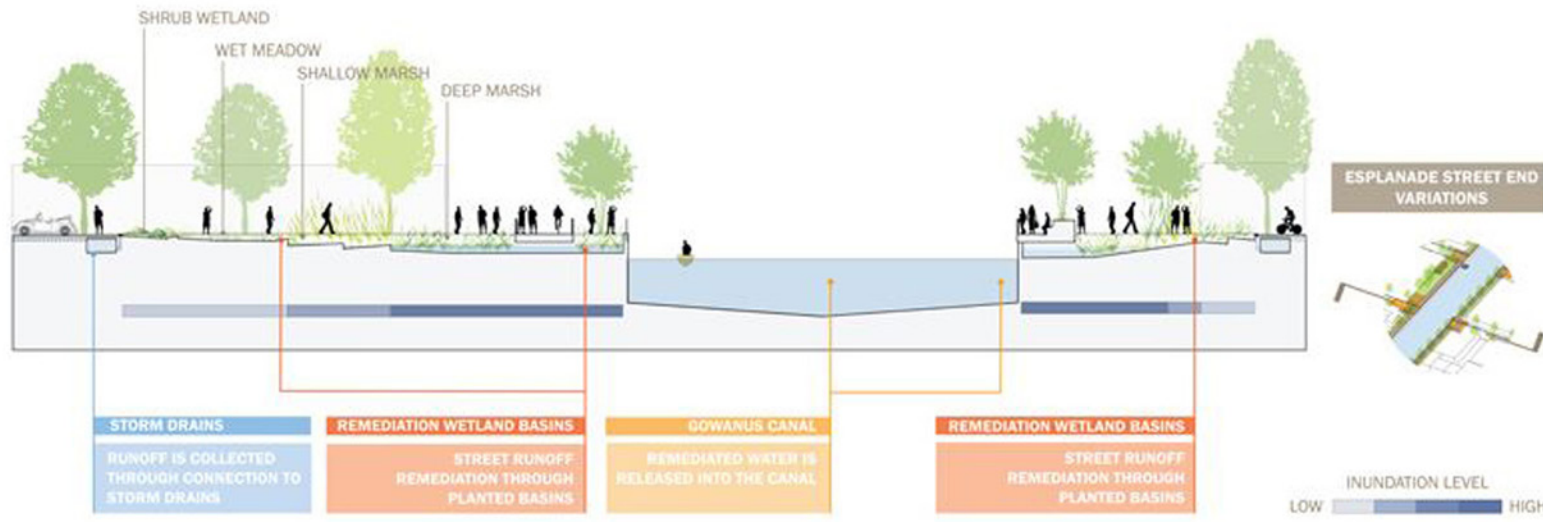 SHRUB WETLAND
WET MEADOW
SHALLOW MARSH
DEEP MARSH
ESPLANADE STREET END
VARIATIONS
STORM DRAINS
RUNOFF IS COLLECTED
THROUGH CONNECTION TO
STORM DRAINS
REMEDIATION WETLAND BASINS
STREET RUNOFF
REMEDIATION THROUGH
PLANTED BASINS
GOWANUS CANAL
REMEDIATED WATER IS
RELEASED INTO THE CANAL
REMEDIATION WETLAND BASINS
STREET RUNOFF
REMEDIATION THROUGH
PLANTED BASINS
INUNDATION LEVEL
LOW HIGH